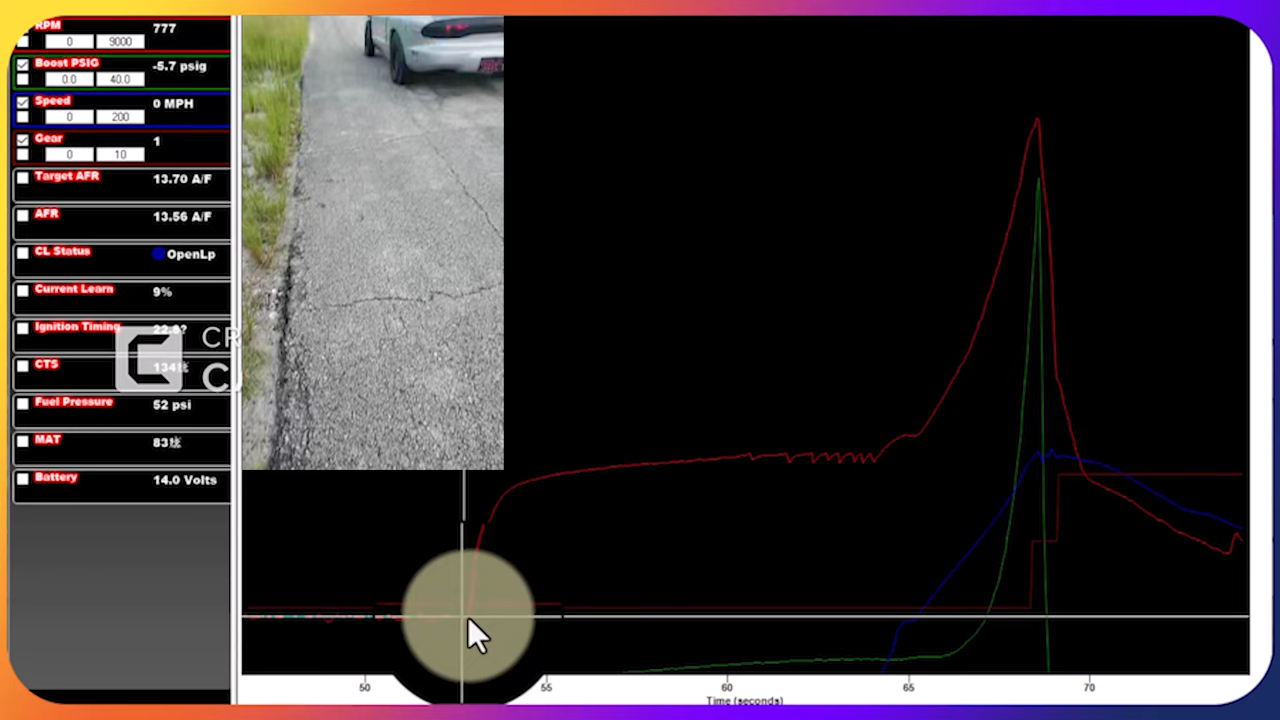 RPM 777
0 9000
Boost PSIG -5.7 psig
0.0 40.0
Speed 0 MPH
0 200
Gear 1
0 10
Target AFR 13.70 A/F
AFR 13.56 A/F
CL Status OpenLp
Current Learn 9%
Ignition Timing
CTS
Fuel Pressure 52 psi
MAT
Battery 14.0 Volts
50 55 60 65 70
Time (seconds)